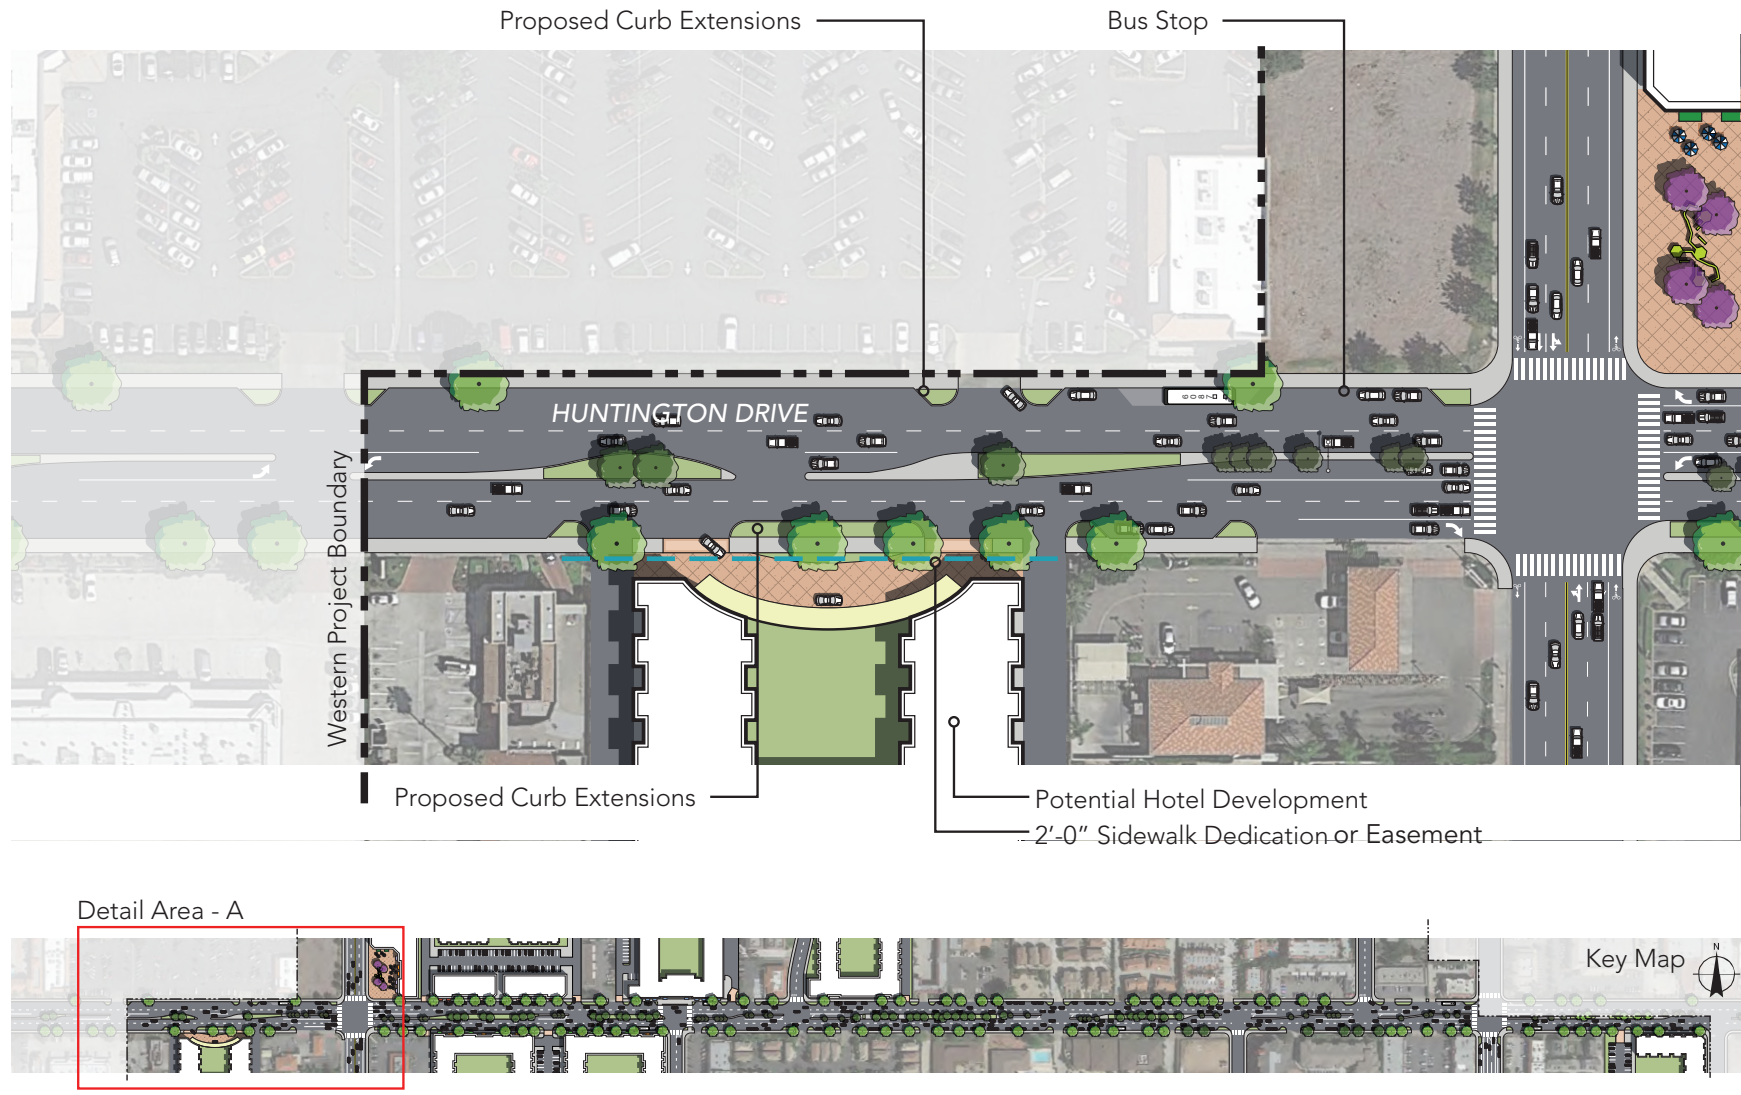 Proposed Curb Extensions
Bus Stop
HUNTINGTON DRIVE
6087
Western Project Boundary
Proposed Curb Extensions
Potential Hotel Development
2'-0" Sidewalk Dedication or Easement
Detail Area - A
Key Map
N